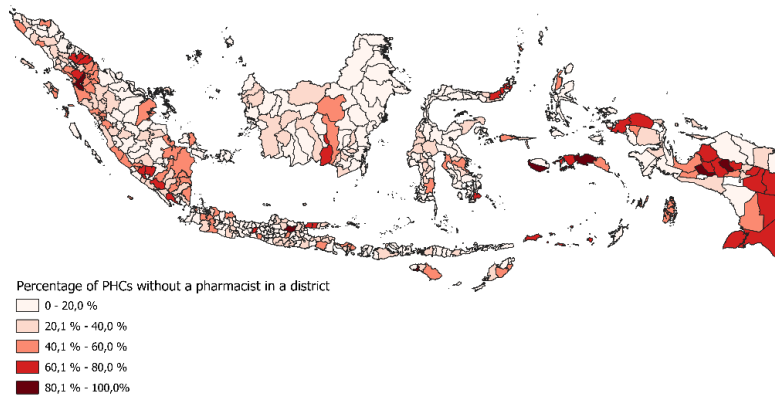 Percentage of PHCs without a pharmacist in a district
0 - 20,0 %
20,1 % - 40,0 %
40,1 % - 60,0 %
60,1 % - 80,0 %
80,1 % - 100,0%